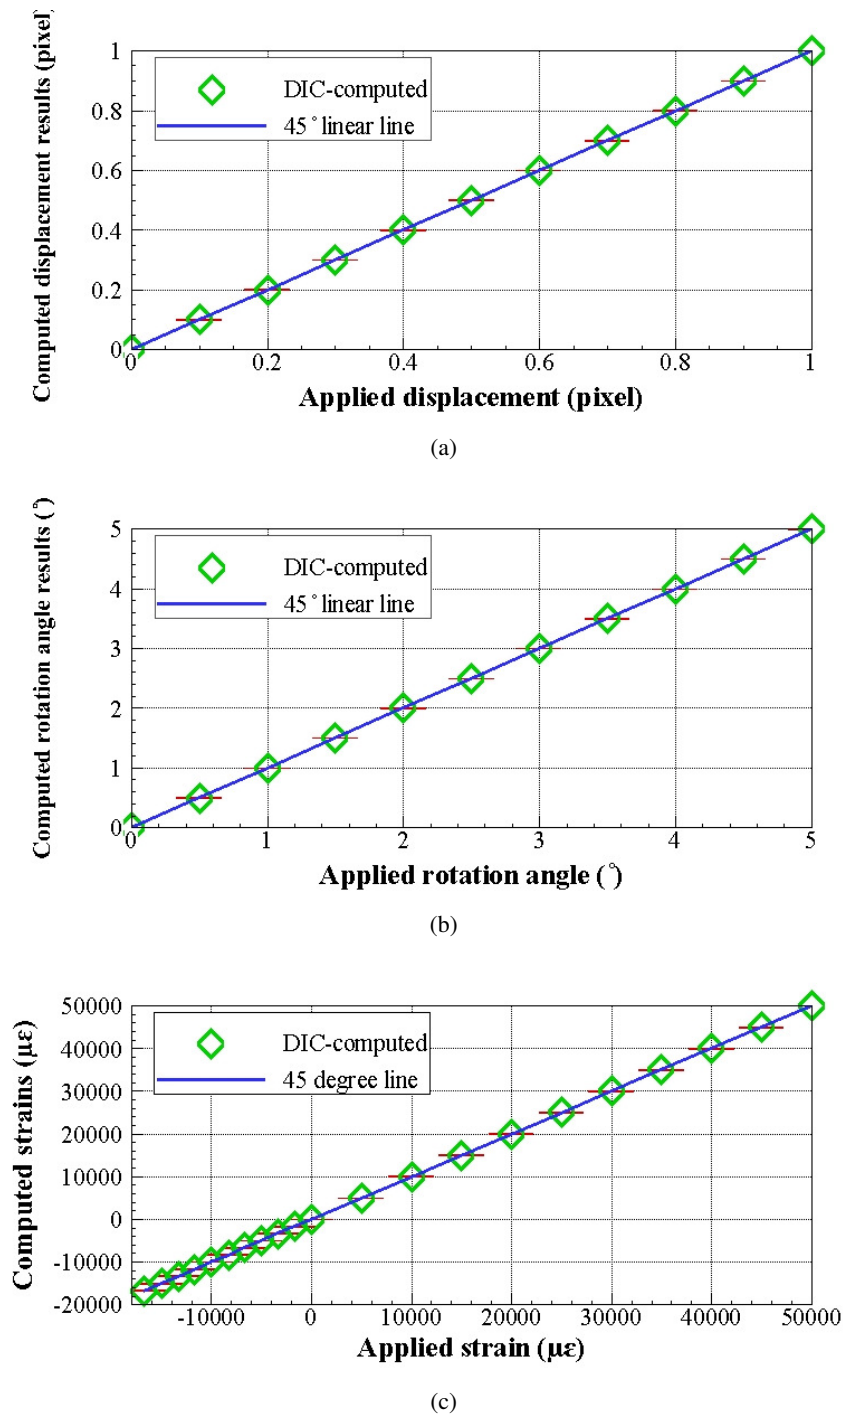 Computed displacement results (pixel)
1
0.8
0.6
0.4
0.2
0
DIC-computed
45° linear line
0 0.2 0.4 0.6 0.8 1
Applied displacement (pixel)
(a)
Computed rotation angle results (°)
5
4
3
2
1
0
DIC-computed
45° linear line
0 1 2 3 4 5
Applied rotation angle (°)
(b)
Computed strains (με)
50000
40000
30000
20000
10000
0
-10000
-20000
DIC-computed
45 degree line
-10000 0 10000 20000 30000 40000 50000
Applied strain (με)
(c)